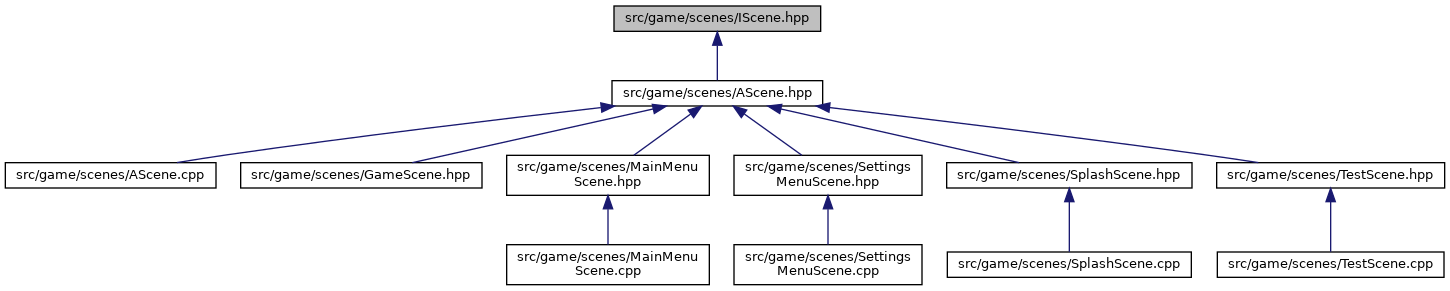 src/game/scenes/IScene.hpp
src/game/scenes/AScene.hpp
src/game/scenes/AScene.cpp
src/game/scenes/GameScene.hpp
src/game/scenes/MainMenu
Scene.hpp
src/game/scenes/Settings
MenuScene.hpp
src/game/scenes/SplashScene.hpp
src/game/scenes/TestScene.hpp
src/game/scenes/MainMenu
Scene.cpp
src/game/scenes/Settings
MenuScene.cpp
src/game/scenes/SplashScene.cpp
src/game/scenes/TestScene.cpp